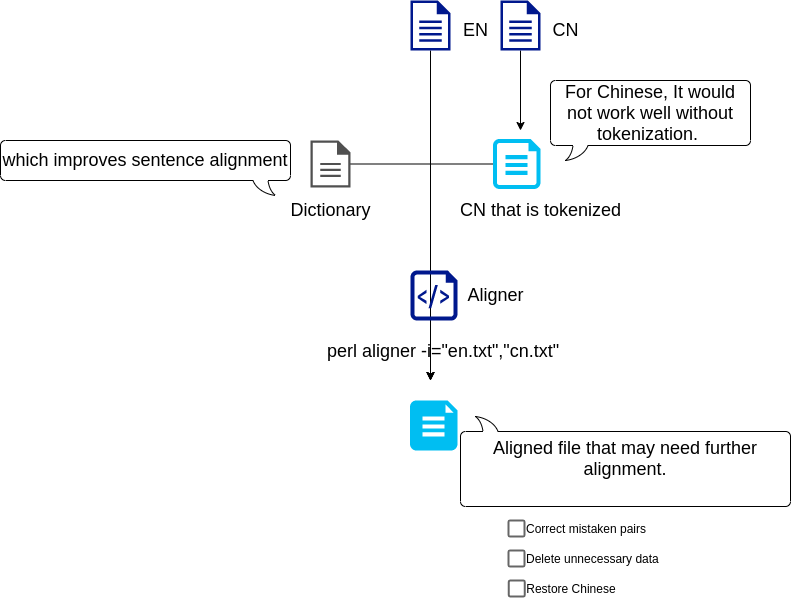 EN
CN
For Chinese, It would
not work well without
tokenization.
which improves sentence alignment
Dictionary
CN that is tokenized
Aligner
perl aligner -i="en.txt","cn.txt"
Aligned file that may need further
alignment.
Correct mistaken pairs
Delete unnecessary data
Restore Chinese